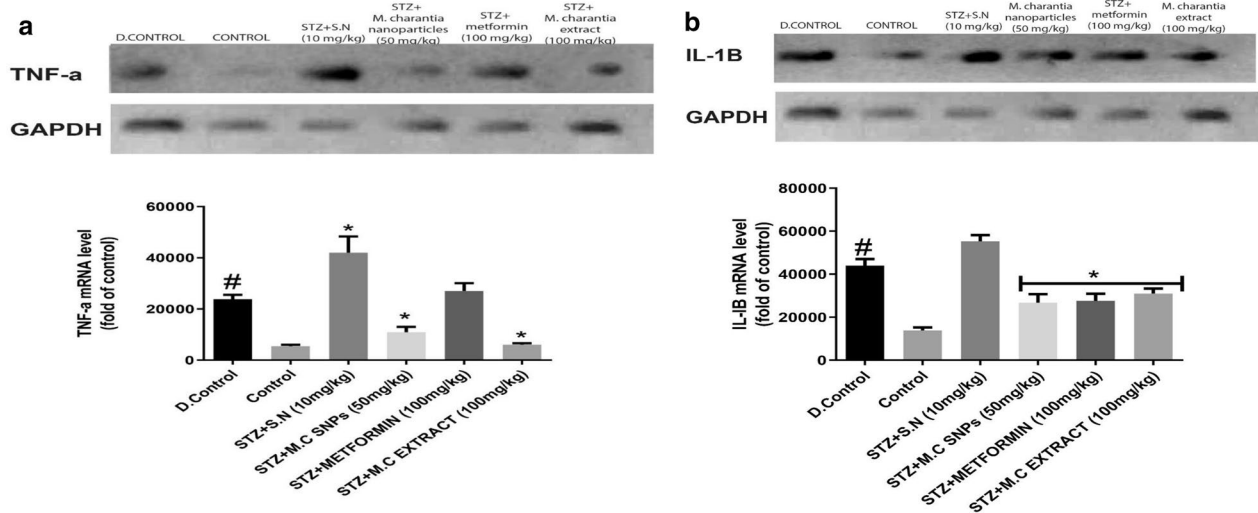 a
D.CONTROL
CONTROL
STZ+S.N
(10 mg/kg)
STZ+
M. charantia
nanoparticles
(50 mg/kg)
STZ+
metformin
(100 mg/kg)
STZ+
M. charantia
extract
(100 mg/kg)
TNF-a
GAPDH
TNF-a mRNA level
(fold of control)
60000
40000
20000
0
#
*
*
*
D.Control
Control
STZ+S.N (10mg/kg)
STZ+M.C SNPs (50mg/kg)
STZ+METFORMIN (100mg/kg)
STZ+M.C EXTRACT (100mg/kg)
b
D.CONTROL
CONTROL
STZ+S.N
(10 mg/kg)
STZ+
M. charantia
nanoparticles
(50 mg/kg)
STZ+
metformin
(100 mg/kg)
STZ+
M. charantia
extract
(100 mg/kg)
IL-1B
GAPDH
IL-IB mRNA level
(fold of control)
80000
60000
40000
20000
0
#
*
D.Control
Control
STZ+S.N (10mg/kg)
STZ+M.C SNPs (50mg/kg)
STZ+METFORMIN (100mg/kg)
STZ+M.C EXTRACT (100mg/kg)